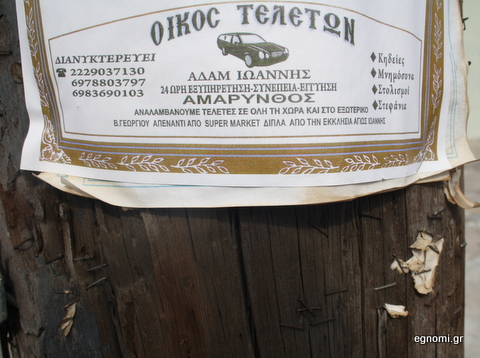 ΟΙΚΟΣ ΤΕΛΕΤΩΝ
ΔΙΑΝΥΚΤΕΡΕΥΕΙ
☎ 2229037130
6978803797
6983690103
ΑΔΑΜ ΙΩΑΝΝΗΣ
24 ΩΡΗ ΕΞΥΠΗΡΕΤΗΣΗ-ΣΥΝΕΠΕΙΑ-ΕΓΓΥΗΣΗ
ΑΜΑΡΥΝΘΟΣ
◆Κηδείες
◆Μνημόσυνα
◆Στολισμοί
◆Στεφάνια
ΑΝΑΛΑΜΒΑΝΟΥΜΕ ΤΕΛΕΤΕΣ ΣΕ ΟΛΗ ΤΗ ΧΩΡΑ ΚΑΙ ΣΤΟ ΕΞΩΤΕΡΙΚΟ
Β.ΓΕΩΡΓΙΟΥ ΑΠΕΝΑΝΤΙ ΑΠΟ SUPER MARKET ΔΙΠΛΑ ΑΠΟ ΤΗΝ ΕΚΚΛΗΣΙΑ ΑΓΙΟΣ ΙΩΑΝΝΗΣ
egnomi.gr